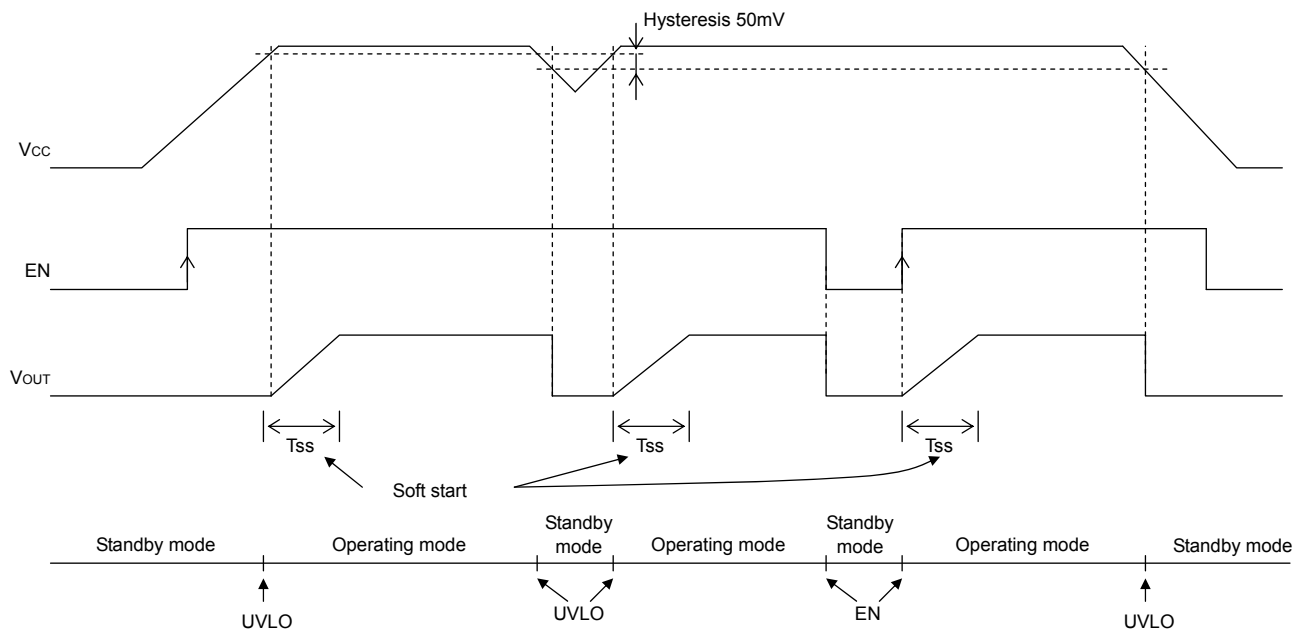 Hysteresis 50mV
VCC
EN
VOUT
Tss
Tss
Tss
Soft start
Standby mode
Operating mode
Standby
mode
Operating mode
Standby
mode
Operating mode
Standby mode
UVLO
UVLO
EN
UVLO